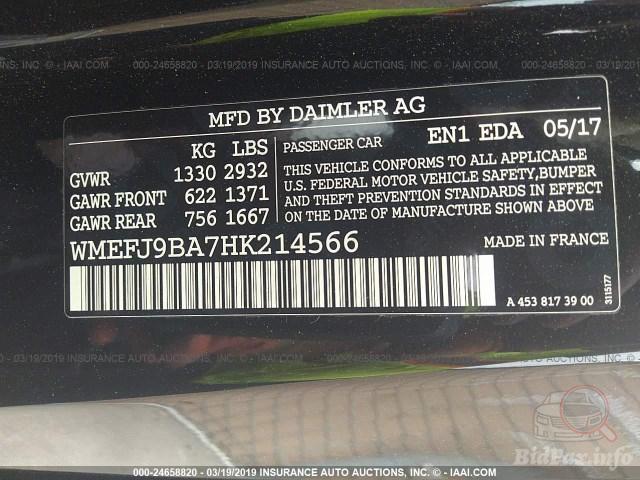 000-24658820 - 03/19/2019 INSURANCE AUTO AUCTIONS, INC. - © IAAI.COM
MFD BY DAIMLER AG
KG LBS
GVWR 1330 2932
GAWR FRONT 622 1371
GAWR REAR 756 1667
PASSENGER CAR EN1 EDA 05/17
THIS VEHICLE CONFORMS TO ALL APPLICABLE
U.S. FEDERAL MOTOR VEHICLE SAFETY,BUMPER
AND THEFT PREVENTION STANDARDS IN EFFECT
ON THE DATE OF MANUFACTURE SHOWN ABOVE.
WMEFJ9BA7HK214566 MADE IN FRANCE
A 453 817 39 00
3115177
000-24658820 - 03/19/2019 INSURANCE AUTO AUCTIONS, INC. - © IAAI.COM
BidFax.info
000-24658820 - 03/19/2019 INSURANCE AUTO AUCTIONS, INC. - © IAAI.COM